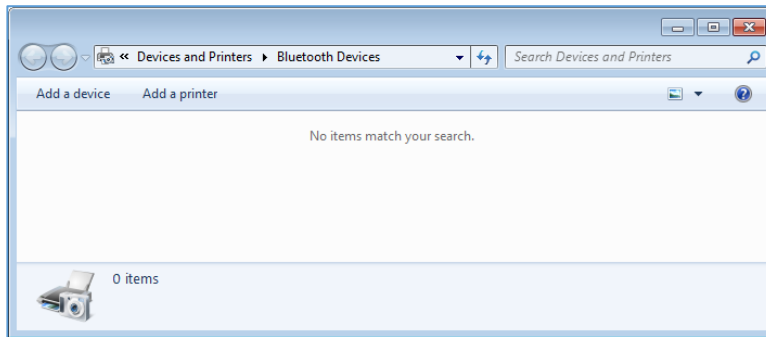 « Devices and Printers ▸ Bluetooth Devices Search Devices and Printers
Add a device Add a printer
No items match your search.
0 items